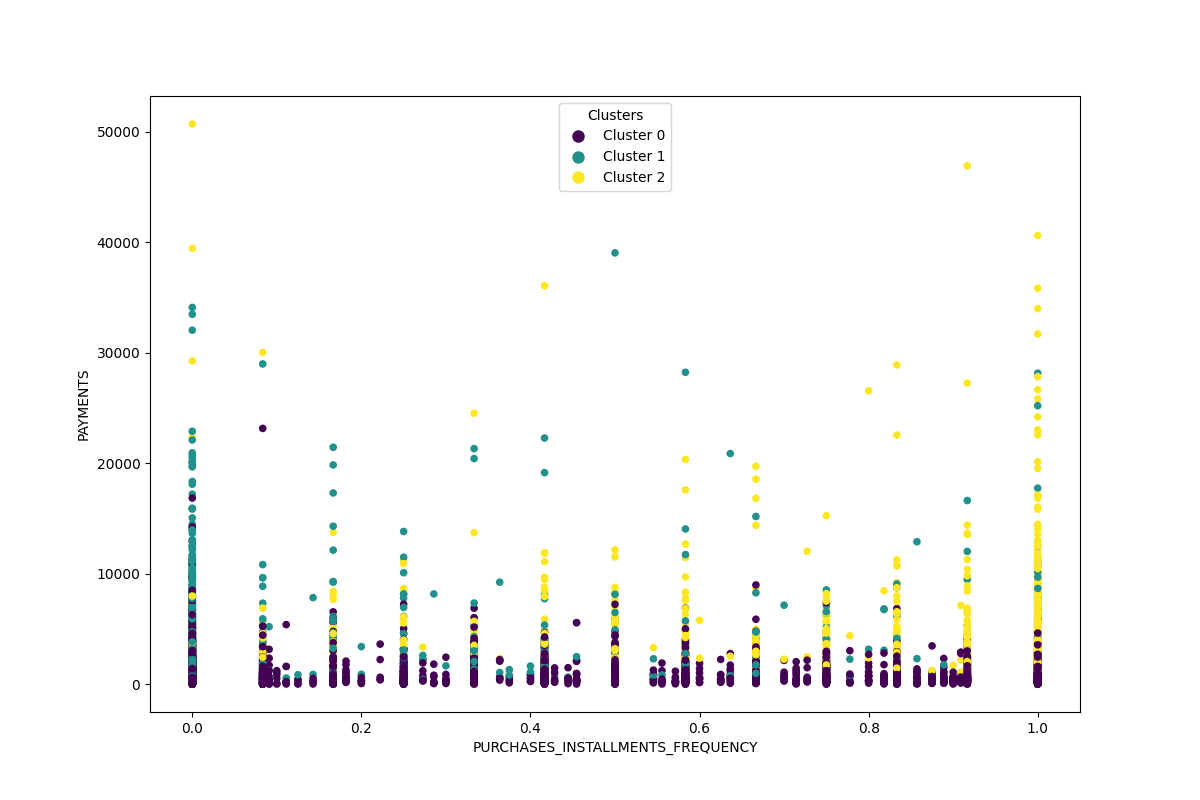 Clusters
Cluster 0
Cluster 1
Cluster 2
50000
40000
30000
20000
10000
0
PAYMENTS
0.0 0.2 0.4 0.6 0.8 1.0
PURCHASES_INSTALLMENTS_FREQUENCY